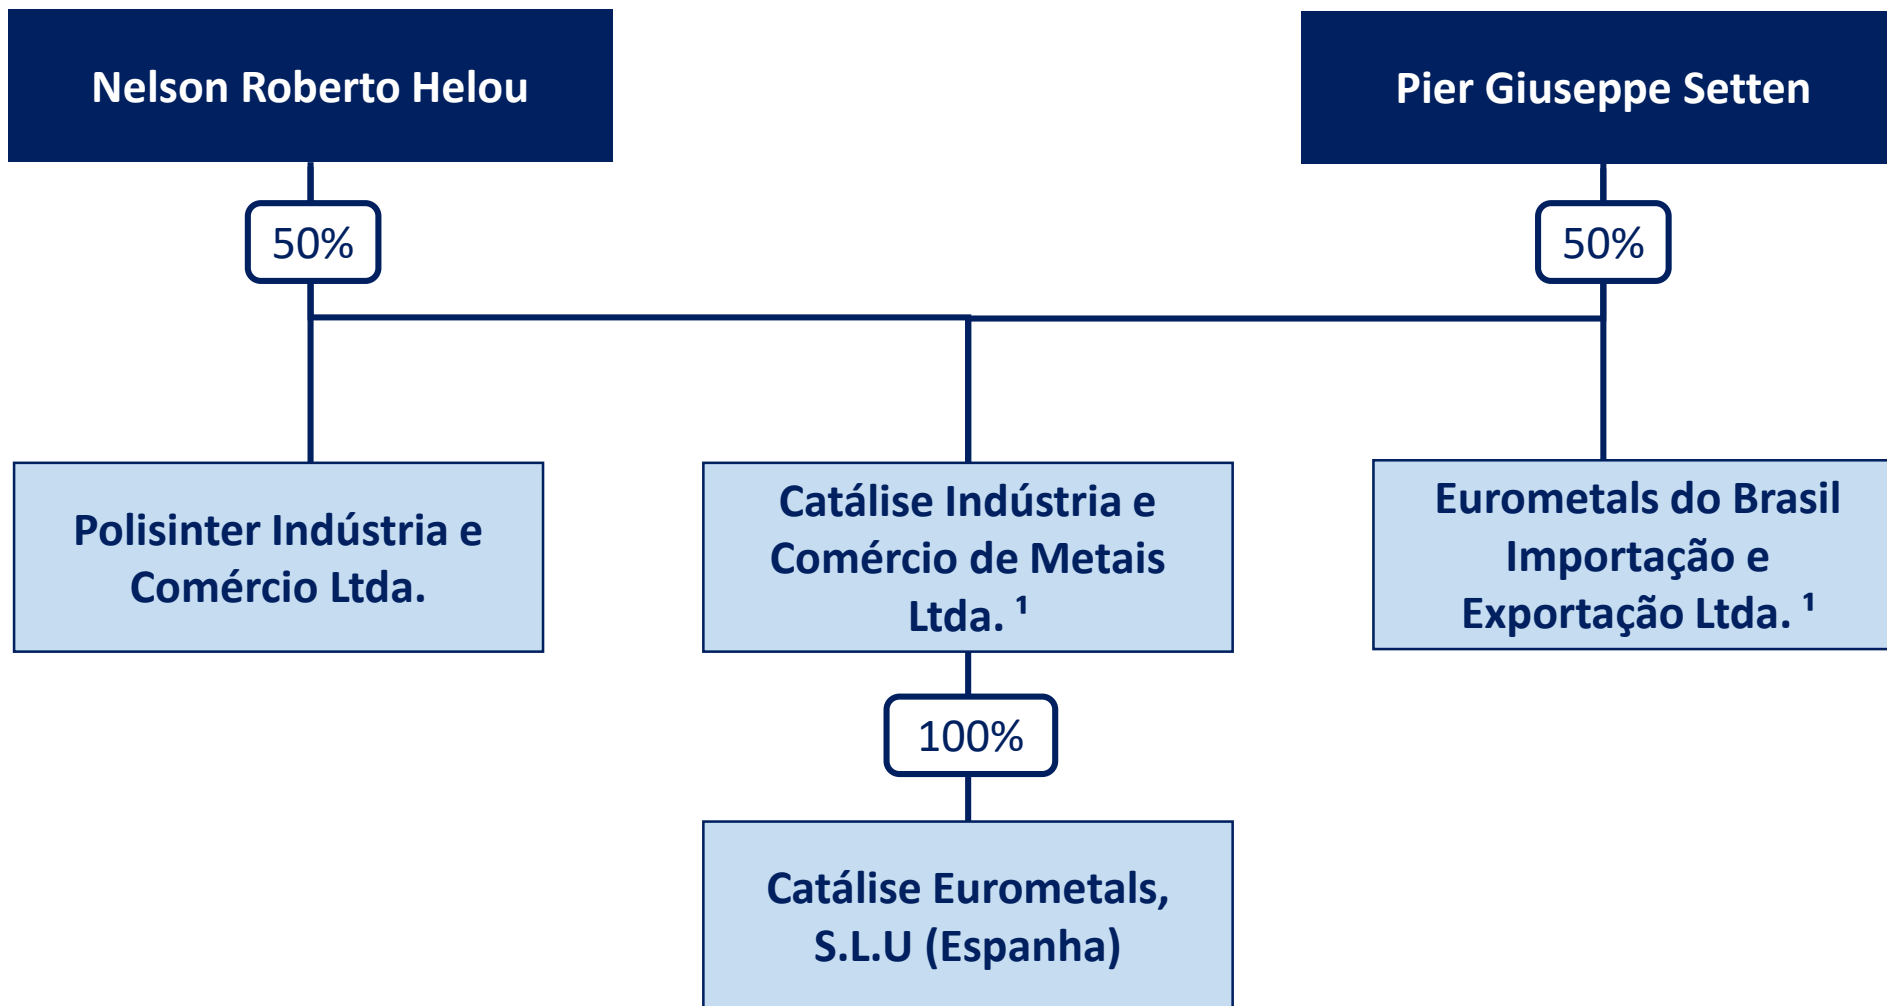 Nelson Roberto Helou
Pier Giuseppe Setten
50%
50%
Polisinter Indústria e
Comércio Ltda.
Catálise Indústria e
Comércio de Metais
Ltda. ¹
Eurometals do Brasil
Importação e
Exportação Ltda. ¹
100%
Catálise Eurometals,
S.L.U (Espanha)